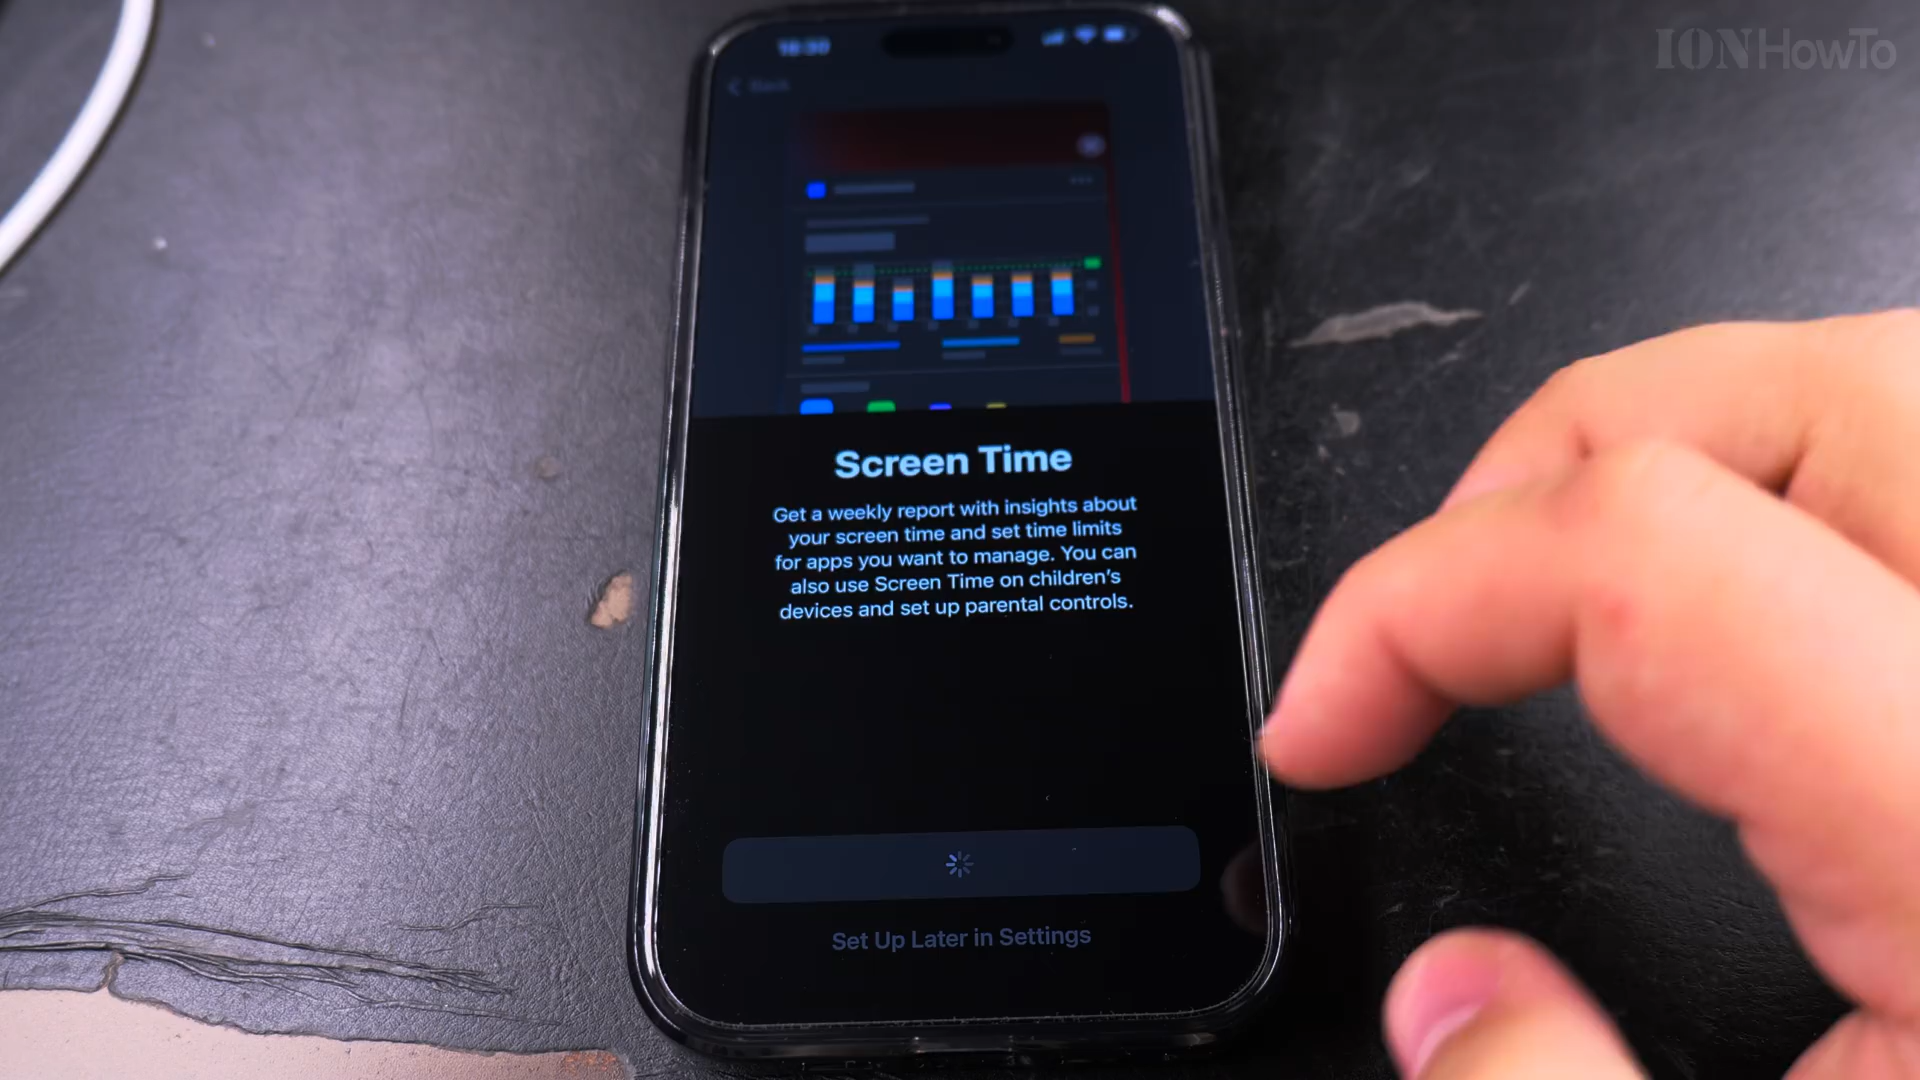 ION HowTo
Back
Screen Time
Get a weekly report with insights about
your screen time and set time limits
for apps you want to manage. You can
also use Screen Time on children's
devices and set up parental controls.
Set Up Later in Settings